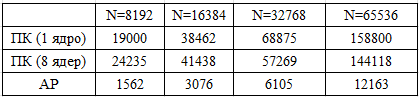 N=8192 N=16384 N=32768 N=65536
ПК (1 ядро) 19000 38462 68875 158800
ПК (8 ядер) 24235 41438 57269 144118
АР 1562 3076 6105 12163